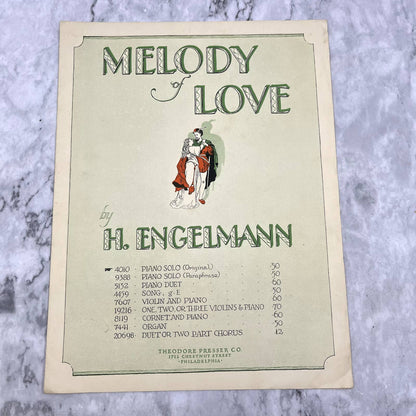 MELODY
of
LOVE
by
H. ENGELMANN
4010 · PIANO SOLO (Original) · .50
9388 · PIANO SOLO (Paraphrase) · .50
5152 · PIANO DUET · .60
4459 · SONG, g-E · .50
7607 · VIOLIN AND PIANO · .60
19216 · ONE, TWO, OR THREE VIOLINS & PIANO · .70
8119 · CORNET AND PIANO · .60
7441 · ORGAN · .50
20698 · DUET OR TWO PART CHORUS · .12
THEODORE PRESSER CO.
1712 CHESTNUT STREET
· PHILADELPHIA ·